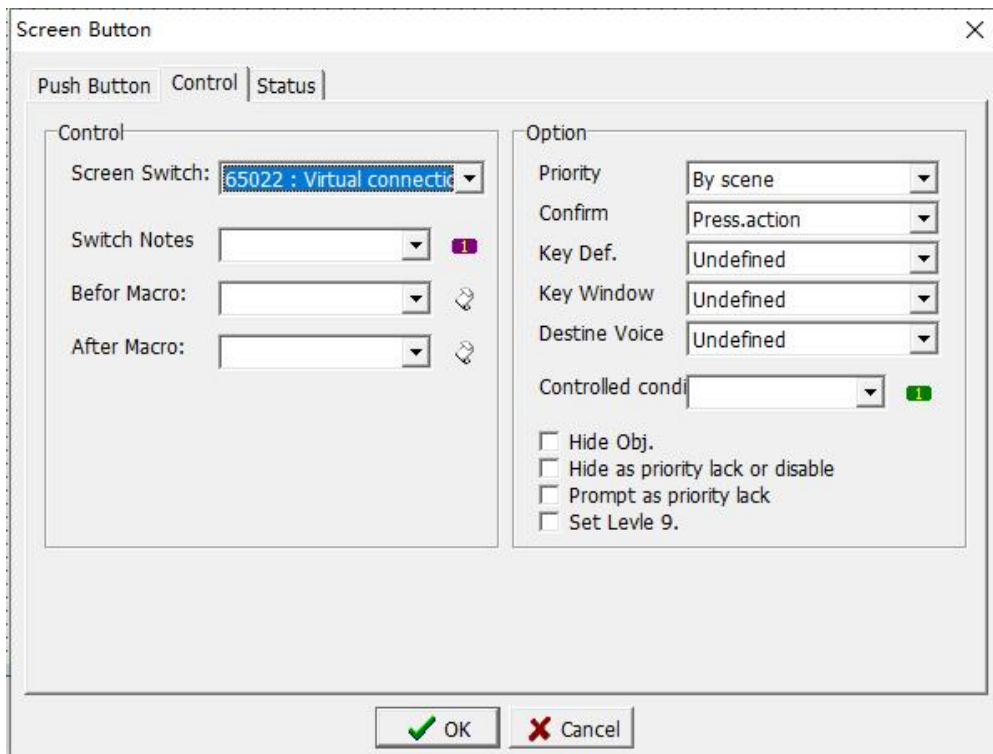 Screen Button
Push Button Control Status
Control
Screen Switch: 65022 : Virtual connectic
Switch Notes 1
Befor Macro:
After Macro:
Option
Priority By scene
Confirm Press.action
Key Def. Undefined
Key Window Undefined
Destine Voice Undefined
Controlled condi 1
Hide Obj.
Hide as priority lack or disable
Prompt as priority lack
Set Levle 9.
OK Cancel